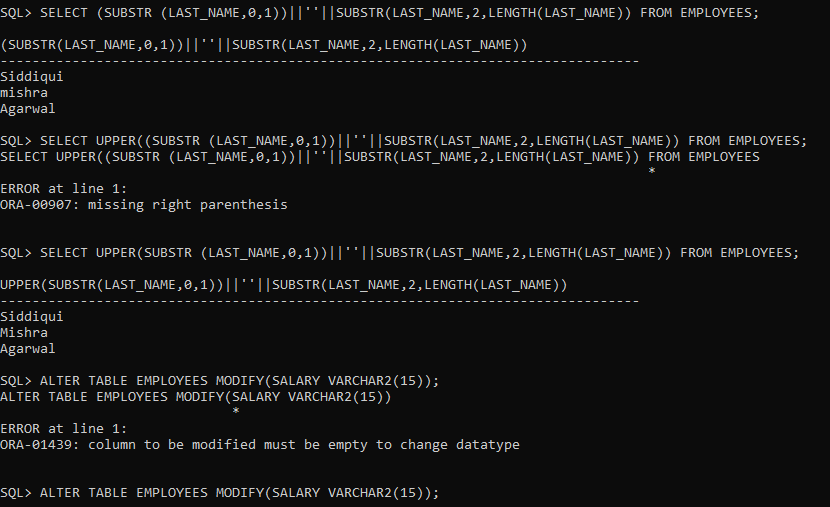 SQL> SELECT (SUBSTR (LAST_NAME,0,1))||''||SUBSTR(LAST_NAME,2,LENGTH(LAST_NAME)) FROM EMPLOYEES;
(SUBSTR(LAST_NAME,0,1))||''||SUBSTR(LAST_NAME,2,LENGTH(LAST_NAME))
--------------------------------------------------------------------------------
Siddiqui
mishra
Agarwal
SQL> SELECT UPPER((SUBSTR (LAST_NAME,0,1))||''||SUBSTR(LAST_NAME,2,LENGTH(LAST_NAME)) FROM EMPLOYEES;
SELECT UPPER((SUBSTR (LAST_NAME,0,1))||''||SUBSTR(LAST_NAME,2,LENGTH(LAST_NAME)) FROM EMPLOYEES
*
ERROR at line 1:
ORA-00907: missing right parenthesis
SQL> SELECT UPPER(SUBSTR (LAST_NAME,0,1))||''||SUBSTR(LAST_NAME,2,LENGTH(LAST_NAME)) FROM EMPLOYEES;
UPPER(SUBSTR(LAST_NAME,0,1))||''||SUBSTR(LAST_NAME,2,LENGTH(LAST_NAME))
--------------------------------------------------------------------------------
Siddiqui
Mishra
Agarwal
SQL> ALTER TABLE EMPLOYEES MODIFY(SALARY VARCHAR2(15));
ALTER TABLE EMPLOYEES MODIFY(SALARY VARCHAR2(15))
*
ERROR at line 1:
ORA-01439: column to be modified must be empty to change datatype
SQL> ALTER TABLE EMPLOYEES MODIFY(SALARY VARCHAR2(15));